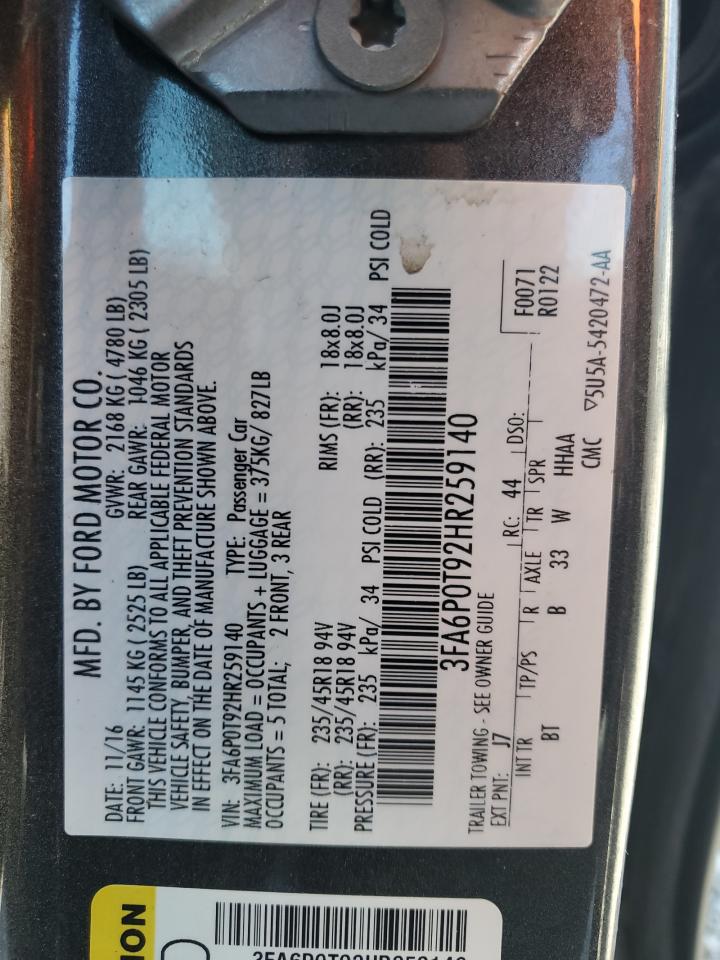 MFD. BY FORD MOTOR CO.
DATE: 11/16 GVWR: 2168 KG ( 4780 LB)
FRONT GAWR: 1145 KG ( 2525 LB) REAR GAWR: 1046 KG ( 2305 LB)
THIS VEHICLE CONFORMS TO ALL APPLICABLE FEDERAL MOTOR
VEHICLE SAFETY, BUMPER, AND THEFT PREVENTION STANDARDS
IN EFFECT ON THE DATE OF MANUFACTURE SHOWN ABOVE.
VIN: 3FA6P0T92HR259140 TYPE: Passenger Car
MAXIMUM LOAD = OCCUPANTS + LUGGAGE = 375KG/ 827LB
OCCUPANTS = 5 TOTAL; 2 FRONT, 3 REAR
TIRE (FR): 235/45R18 94V RIMS (FR): 18x8.0J
(RR): 235/45R18 94V (RR): 18x8.0J
PRESSURE (FR): 235 kPa/ 34 PSI COLD (RR): 235 kPa/ 34 PSI COLD
3FA6P0T92HR259140
TRAILER TOWING - SEE OWNER GUIDE
EXT PNT: J7 RC: 44 DSO: F0071
R0122
INT TR TP/PS R AXLE TR SPR
BT B 33 W HHAA
CMC ▽5U5A-5420472-AA
3FA6P0T92HR259140